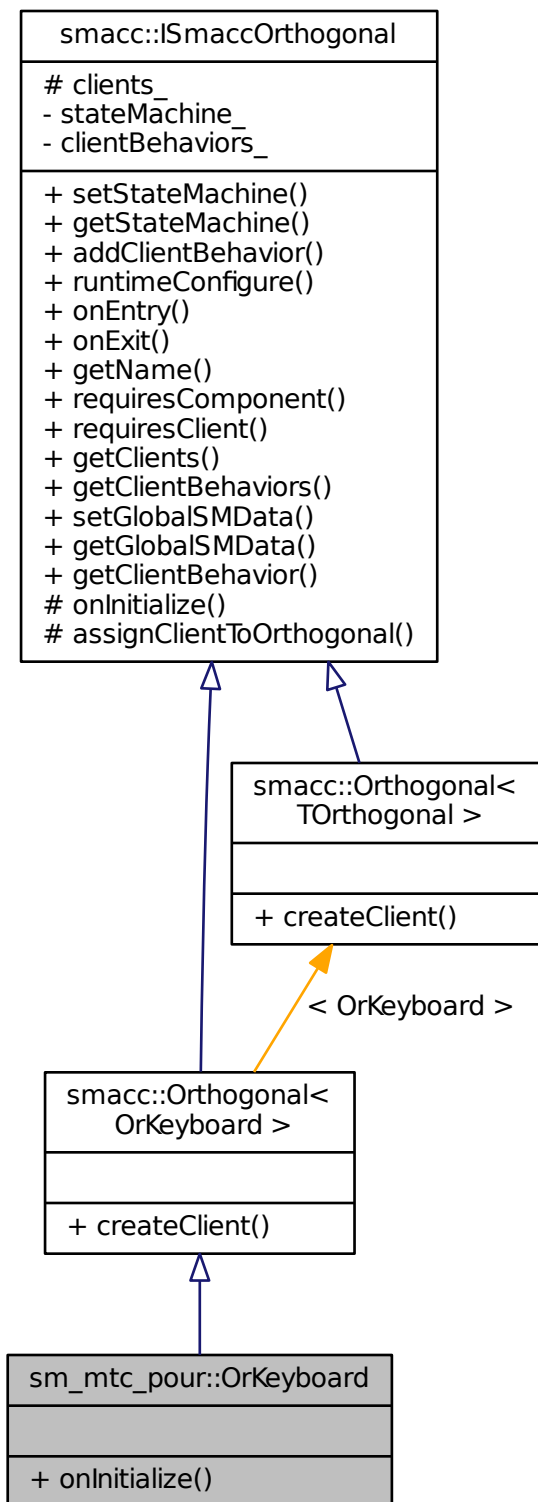 smacc::ISmaccOrthogonal
# clients_
- stateMachine_
- clientBehaviors_
+ setStateMachine()
+ getStateMachine()
+ addClientBehavior()
+ runtimeConfigure()
+ onEntry()
+ onExit()
+ getName()
+ requiresComponent()
+ requiresClient()
+ getClients()
+ getClientBehaviors()
+ setGlobalSMData()
+ getGlobalSMData()
+ getClientBehavior()
# onInitialize()
# assignClientToOrthogonal()
smacc::Orthogonal<
TOrthogonal >
+ createClient()
< OrKeyboard >
smacc::Orthogonal<
OrKeyboard >
+ createClient()
sm_mtc_pour::OrKeyboard
+ onInitialize()